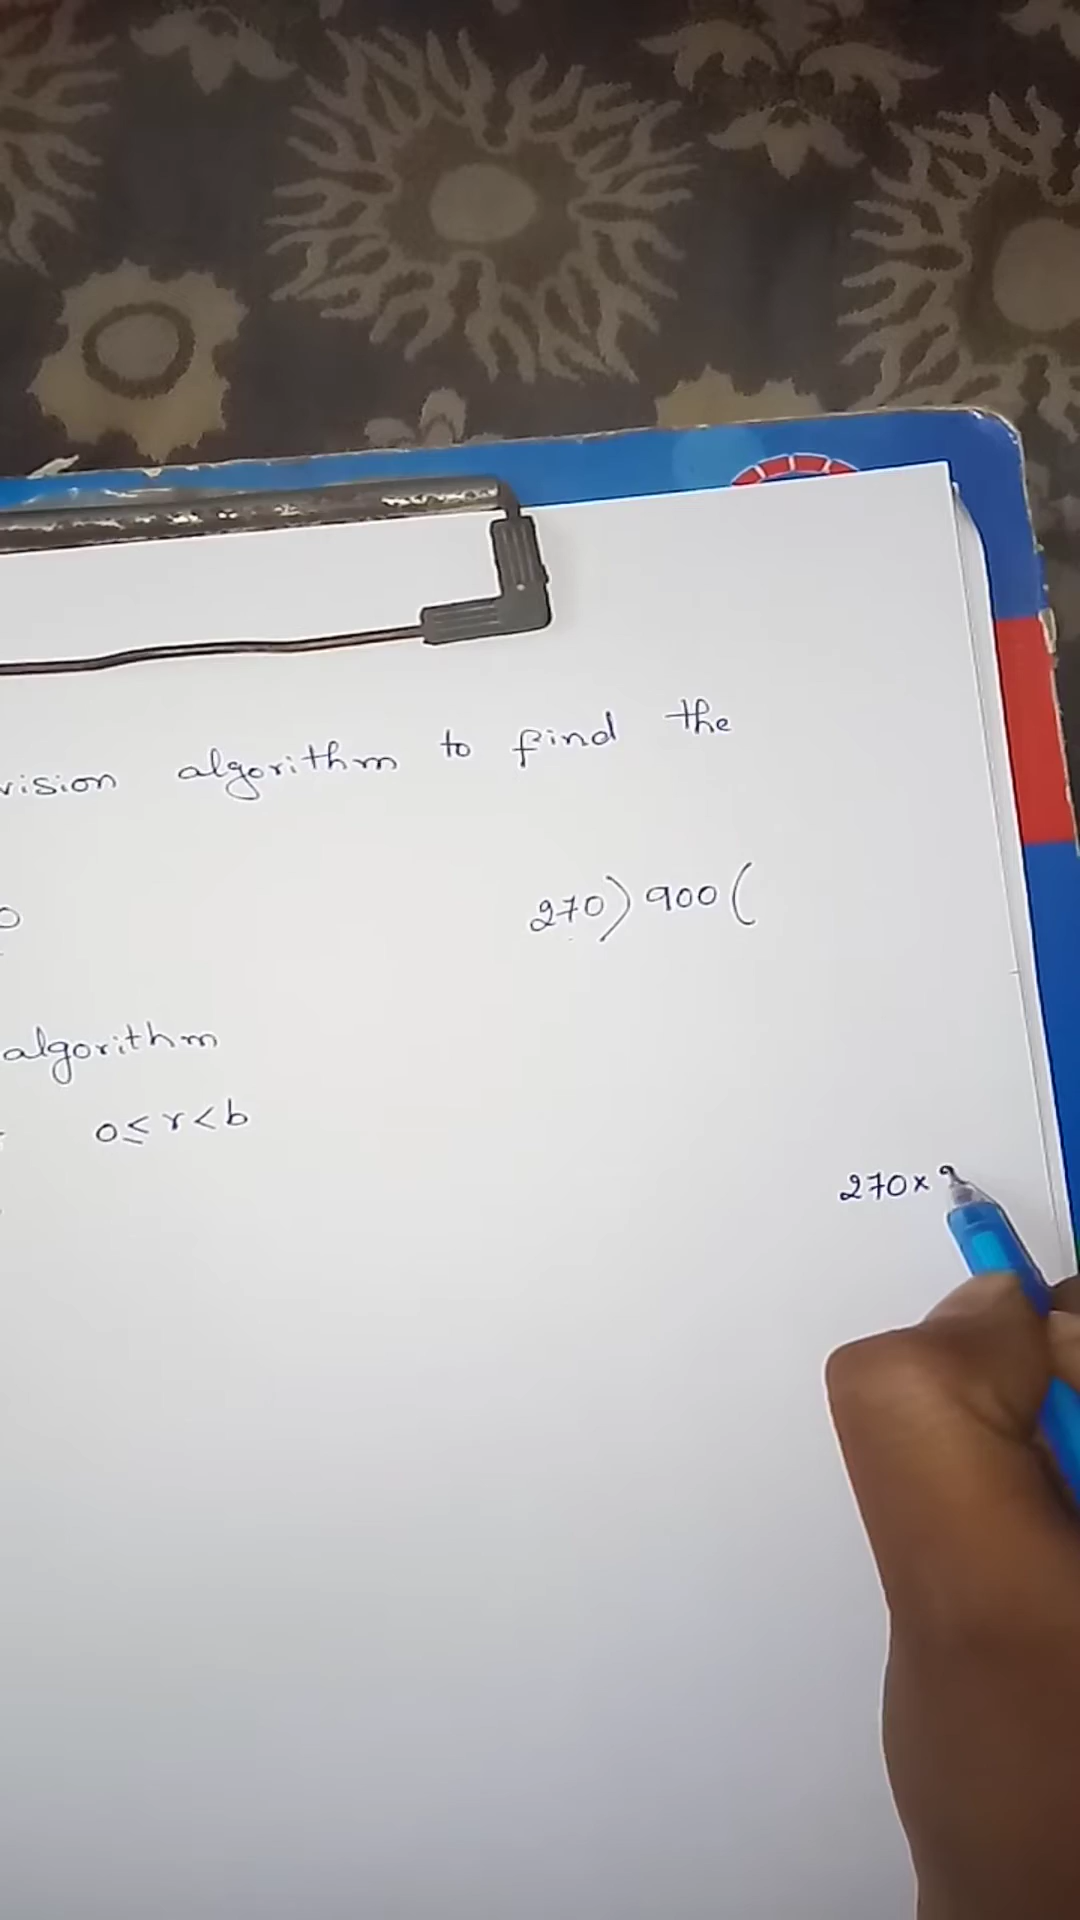 vision algorithm to find the
270)900(
algorithm
0≤r<b
270×